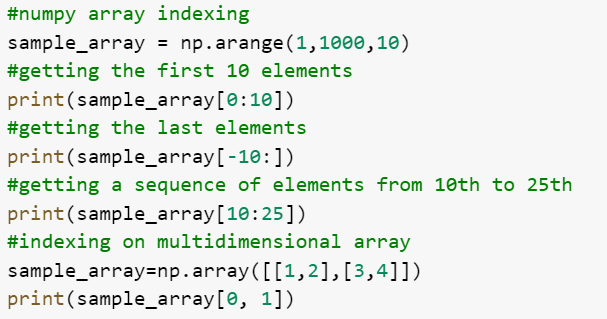 #numpy array indexing
sample_array = np.arange(1,1000,10)
#getting the first 10 elements
print(sample_array[0:10])
#getting the last elements
print(sample_array[-10:])
#getting a sequence of elements from 10th to 25th
print(sample_array[10:25])
#indexing on multidimensional array
sample_array=np.array([[1,2],[3,4]])
print(sample_array[0, 1])